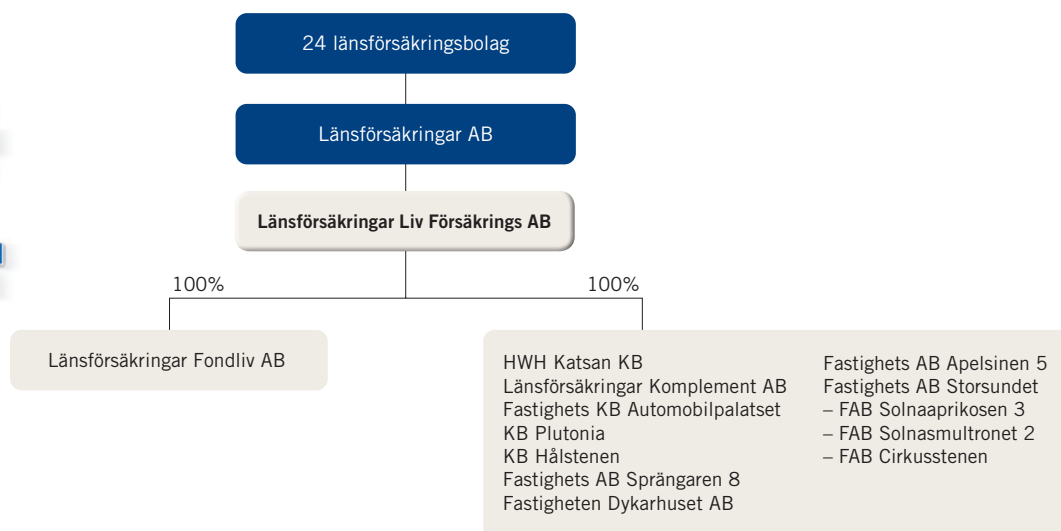 24 länsförsäkringsbolag
Länsförsäkringar AB
Länsförsäkringar Liv Försäkrings AB
100%
100%
Länsförsäkringar Fondliv AB
HWH Katsan KB
Länsförsäkringar Komplement AB
Fastighets KB Automobilpalatset
KB Plutonia
KB Hålstenen
Fastighets AB Sprängaren 8
Fastigheten Dykarhuset AB
Fastighets AB Apelsinen 5
Fastighets AB Storsundet
– FAB Solnaaprikosen 3
– FAB Solnasmultronet 2
– FAB Cirkusstenen